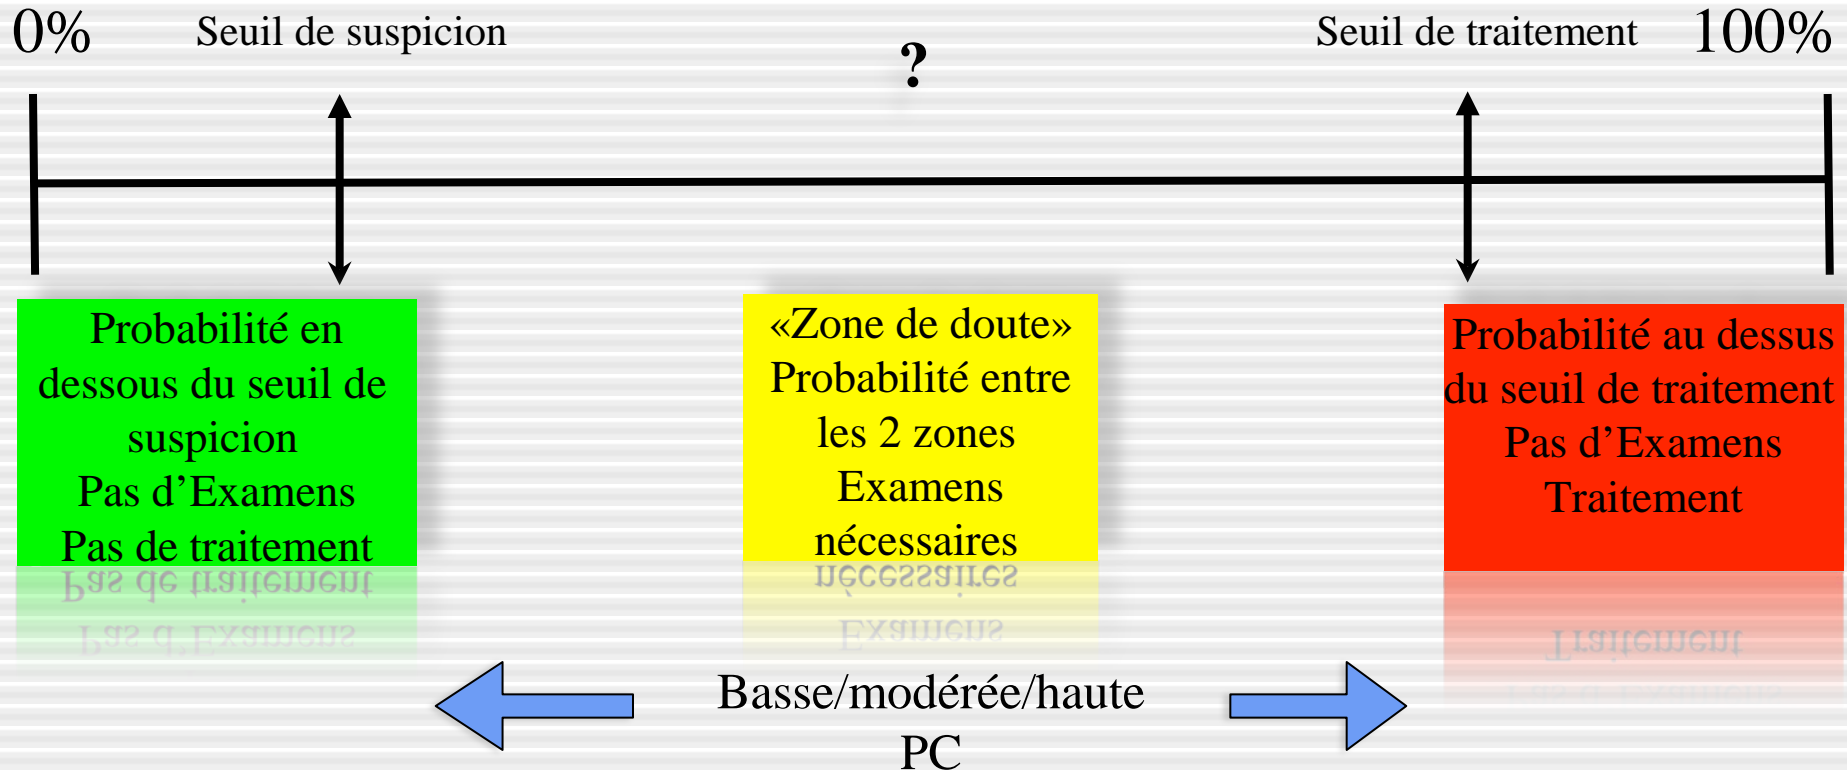 0%
Seuil de suspicion
?
Seuil de traitement
100%
Probabilité en
dessous du seuil de
suspicion
Pas d’Examens
Pas de traitement
«Zone de doute»
Probabilité entre
les 2 zones
Examens
nécessaires
Probabilité au dessus
du seuil de traitement
Pas d’Examens
Traitement
Basse/modérée/haute
PC